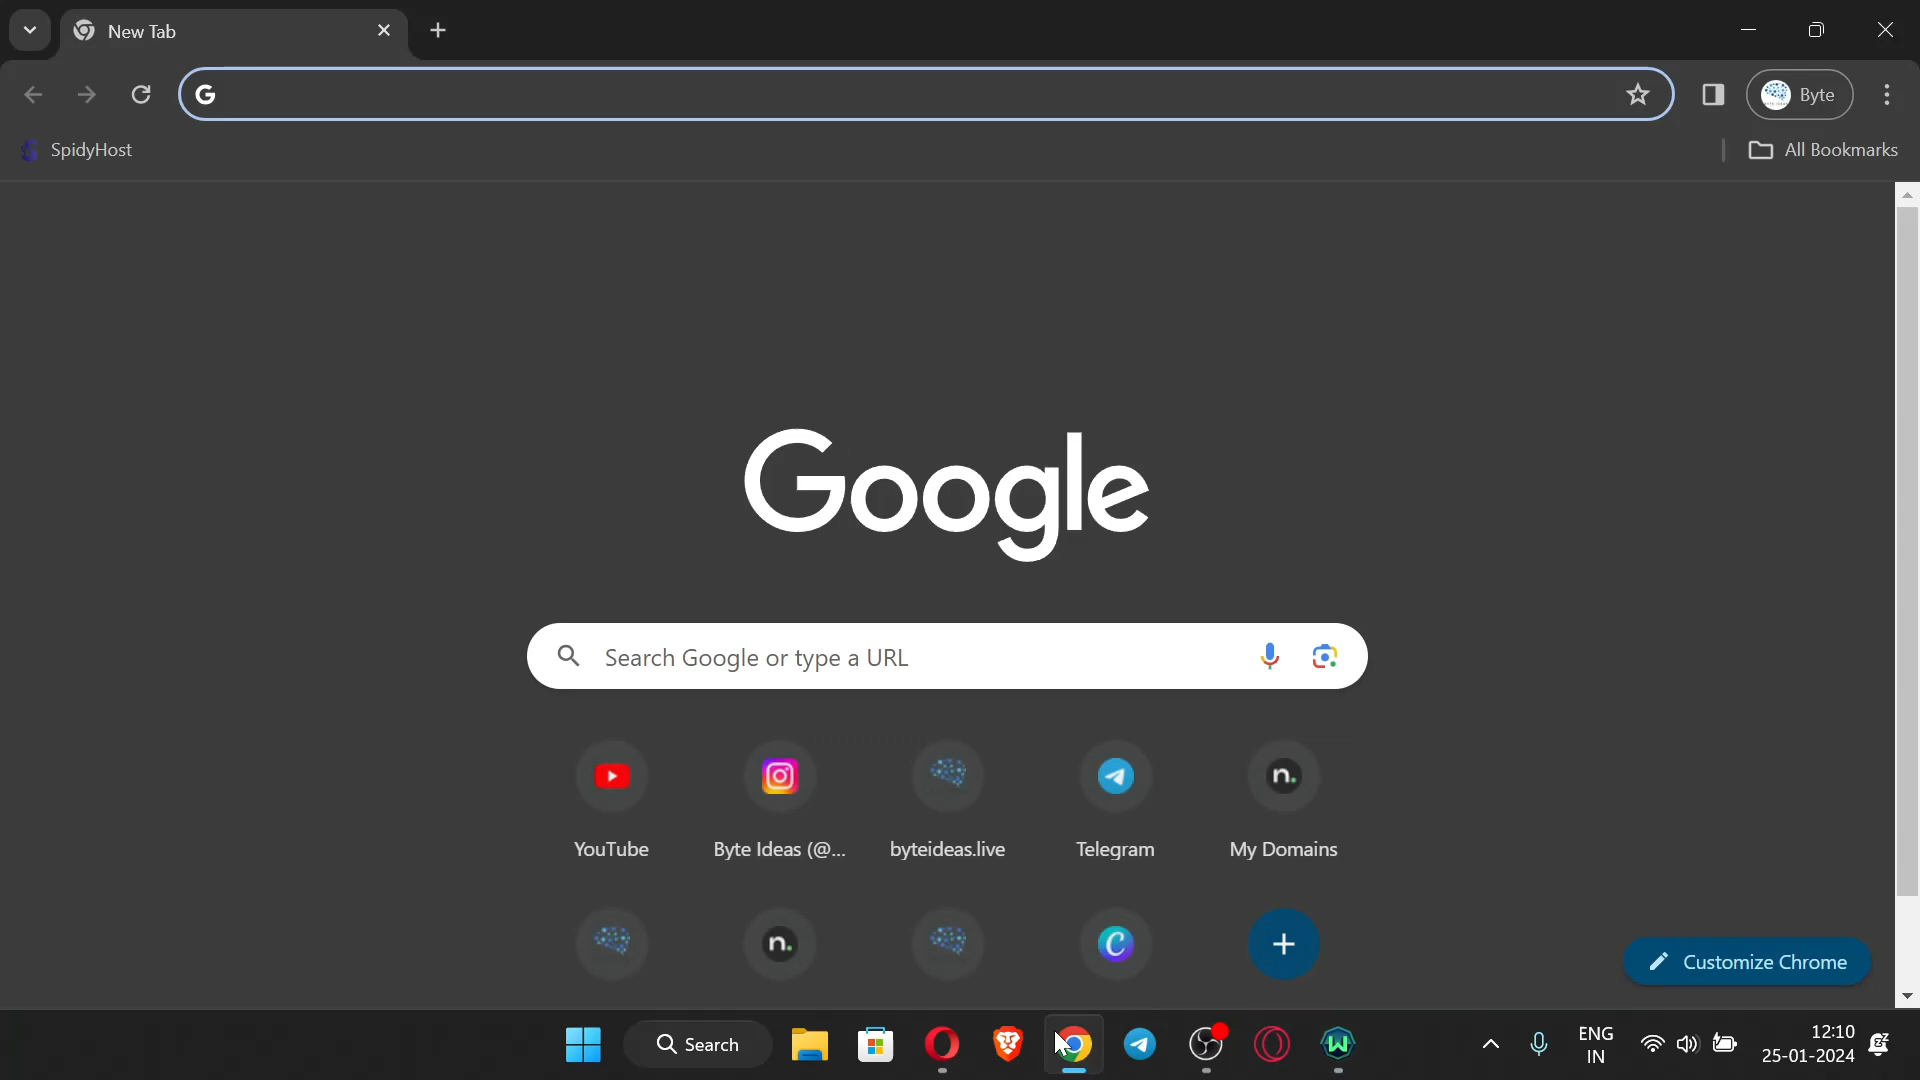 New Tab
Byte
SpidyHost
All Bookmarks
Google
Search Google or type a URL
YouTube
Byte Ideas (@...
byteideas.live
Telegram
My Domains
n.
n.
Customize Chrome
Search
ENG
IN
12:10
25-01-2024